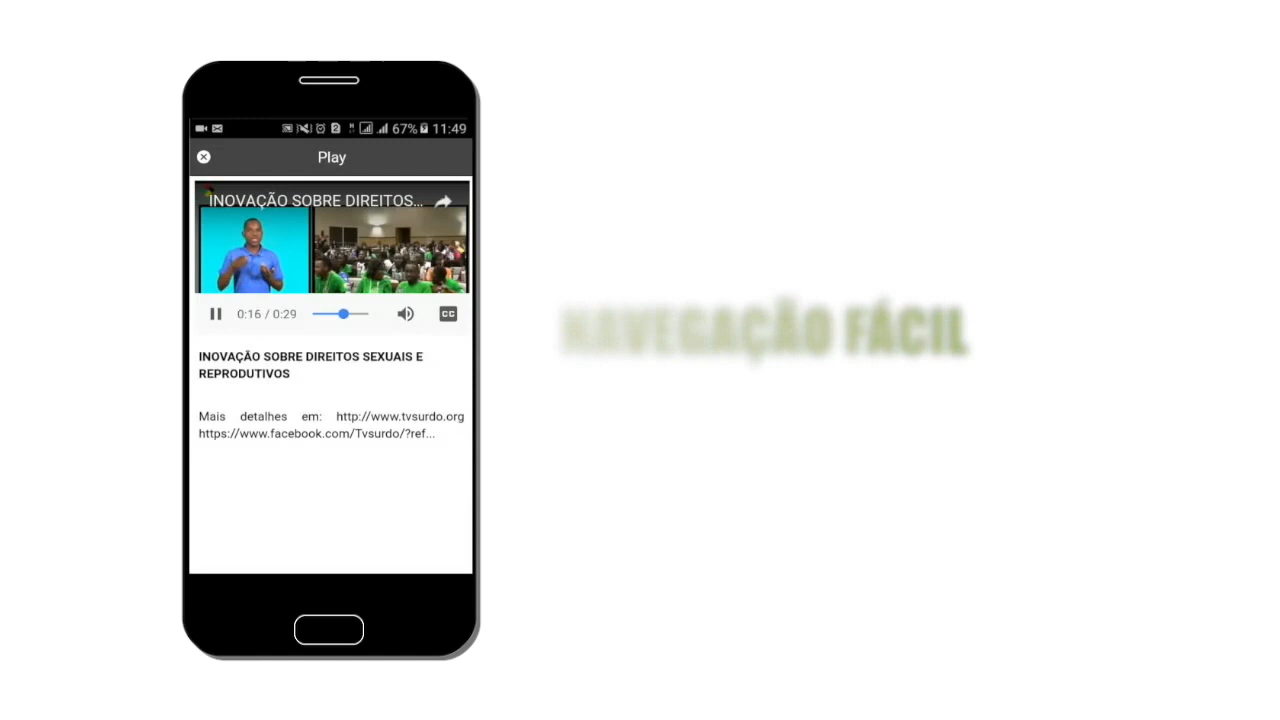 67% 11:49
Play
INOVAÇÃO SOBRE DIREITOS...
0:16 / 0:29
CC
INOVAÇÃO SOBRE DIREITOS SEXUAIS E
REPRODUTIVOS
Mais detalhes em: http://www.tvsurdo.org
https://www.facebook.com/Tvsurdo/?ref...
NAVEGAÇÃO FÁCIL